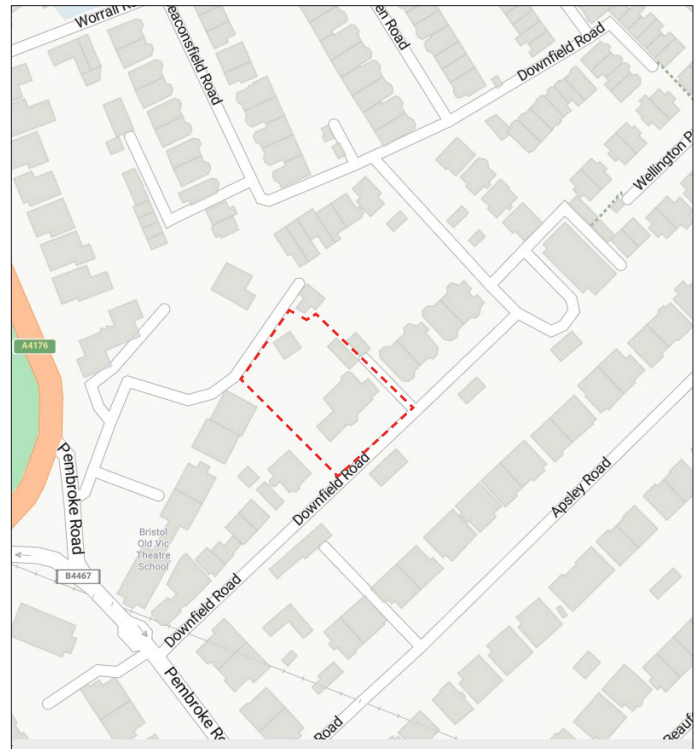 Worrall R
eaconsfield Road
en Road
Downfield Road
Wellington P
A4176
Pembroke Road
Downfield Road
Apsley Road
Bristol
Old Vic
Theatre
School
B4467
Downfield Road
Pembroke Ro
Road
Beauf